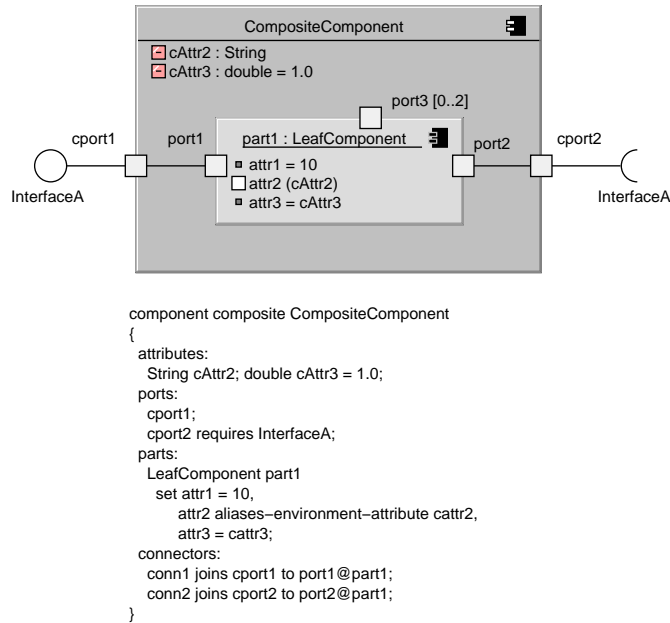 CompositeComponent
cAttr2 : String
cAttr3 : double = 1.0
port3 [0..2]
cport1
port1
part1 : LeafComponent
port2
cport2
attr1 = 10
attr2 (cAttr2)
attr3 = cAttr3
InterfaceA
InterfaceA
component composite CompositeComponent
{
attributes:
String cAttr2; double cAttr3 = 1.0;
ports:
cport1;
cport2 requires InterfaceA;
parts:
LeafComponent part1
set attr1 = 10,
attr2 aliases−environment−attribute cattr2,
attr3 = cattr3;
connectors:
conn1 joins cport1 to port1@part1;
conn2 joins cport2 to port2@part1;
}